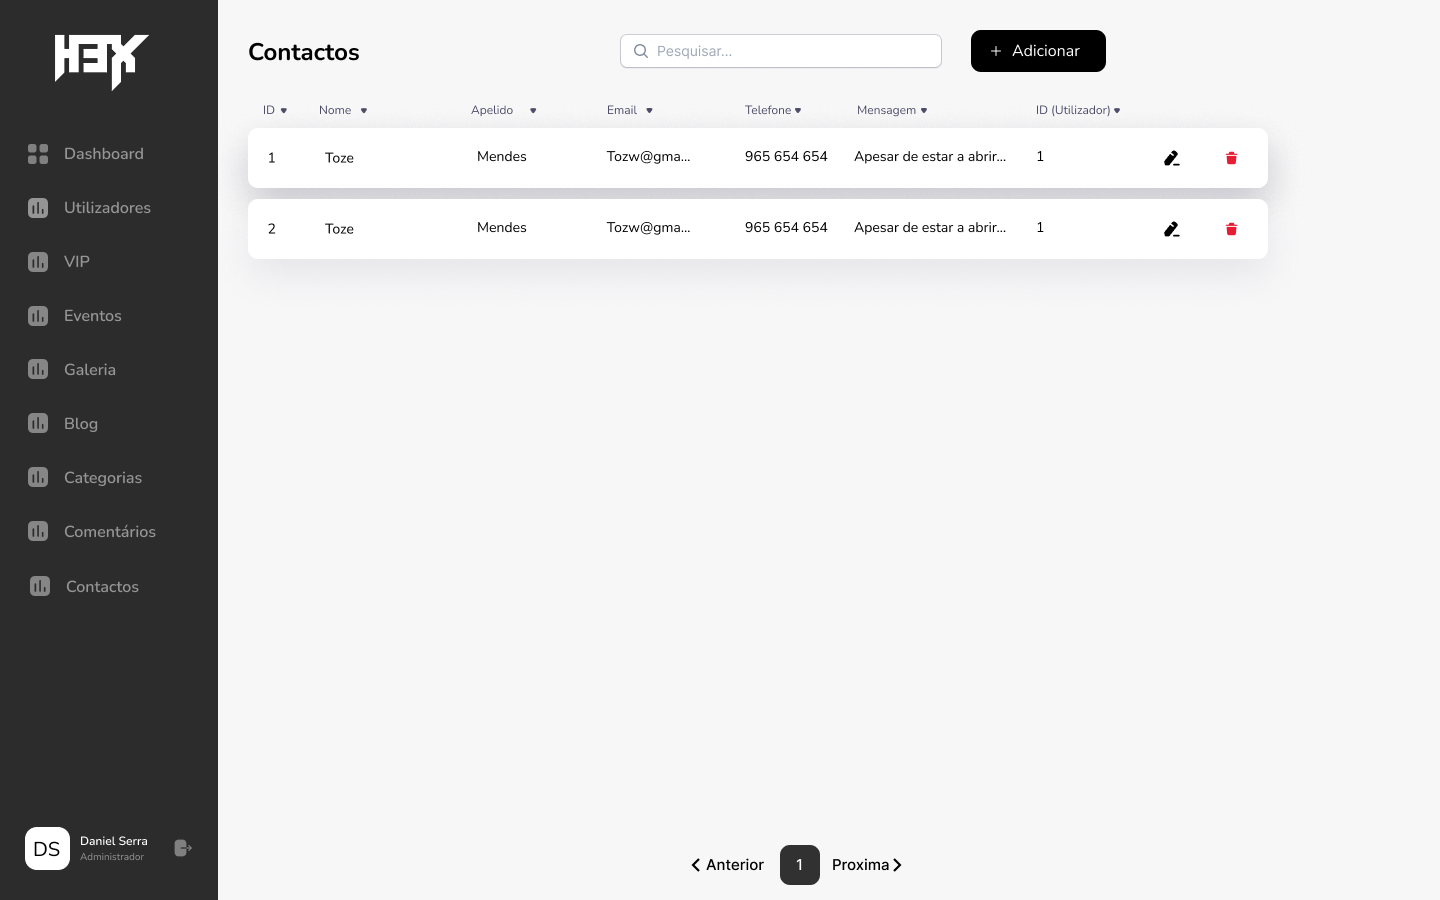 HEX
Contactos
Pesquisar...
+ Adicionar
ID Nome Apelido Email Telefone Mensagem ID (Utilizador)
1 Toze Mendes Tozw@gma... 965 654 654 Apesar de estar a abrir... 1
2 Toze Mendes Tozw@gma... 965 654 654 Apesar de estar a abrir... 1
Dashboard
Utilizadores
VIP
Eventos
Galeria
Blog
Categorias
Comentários
Contactos
DS
Daniel Serra
Administrador
Anterior 1 Proxima